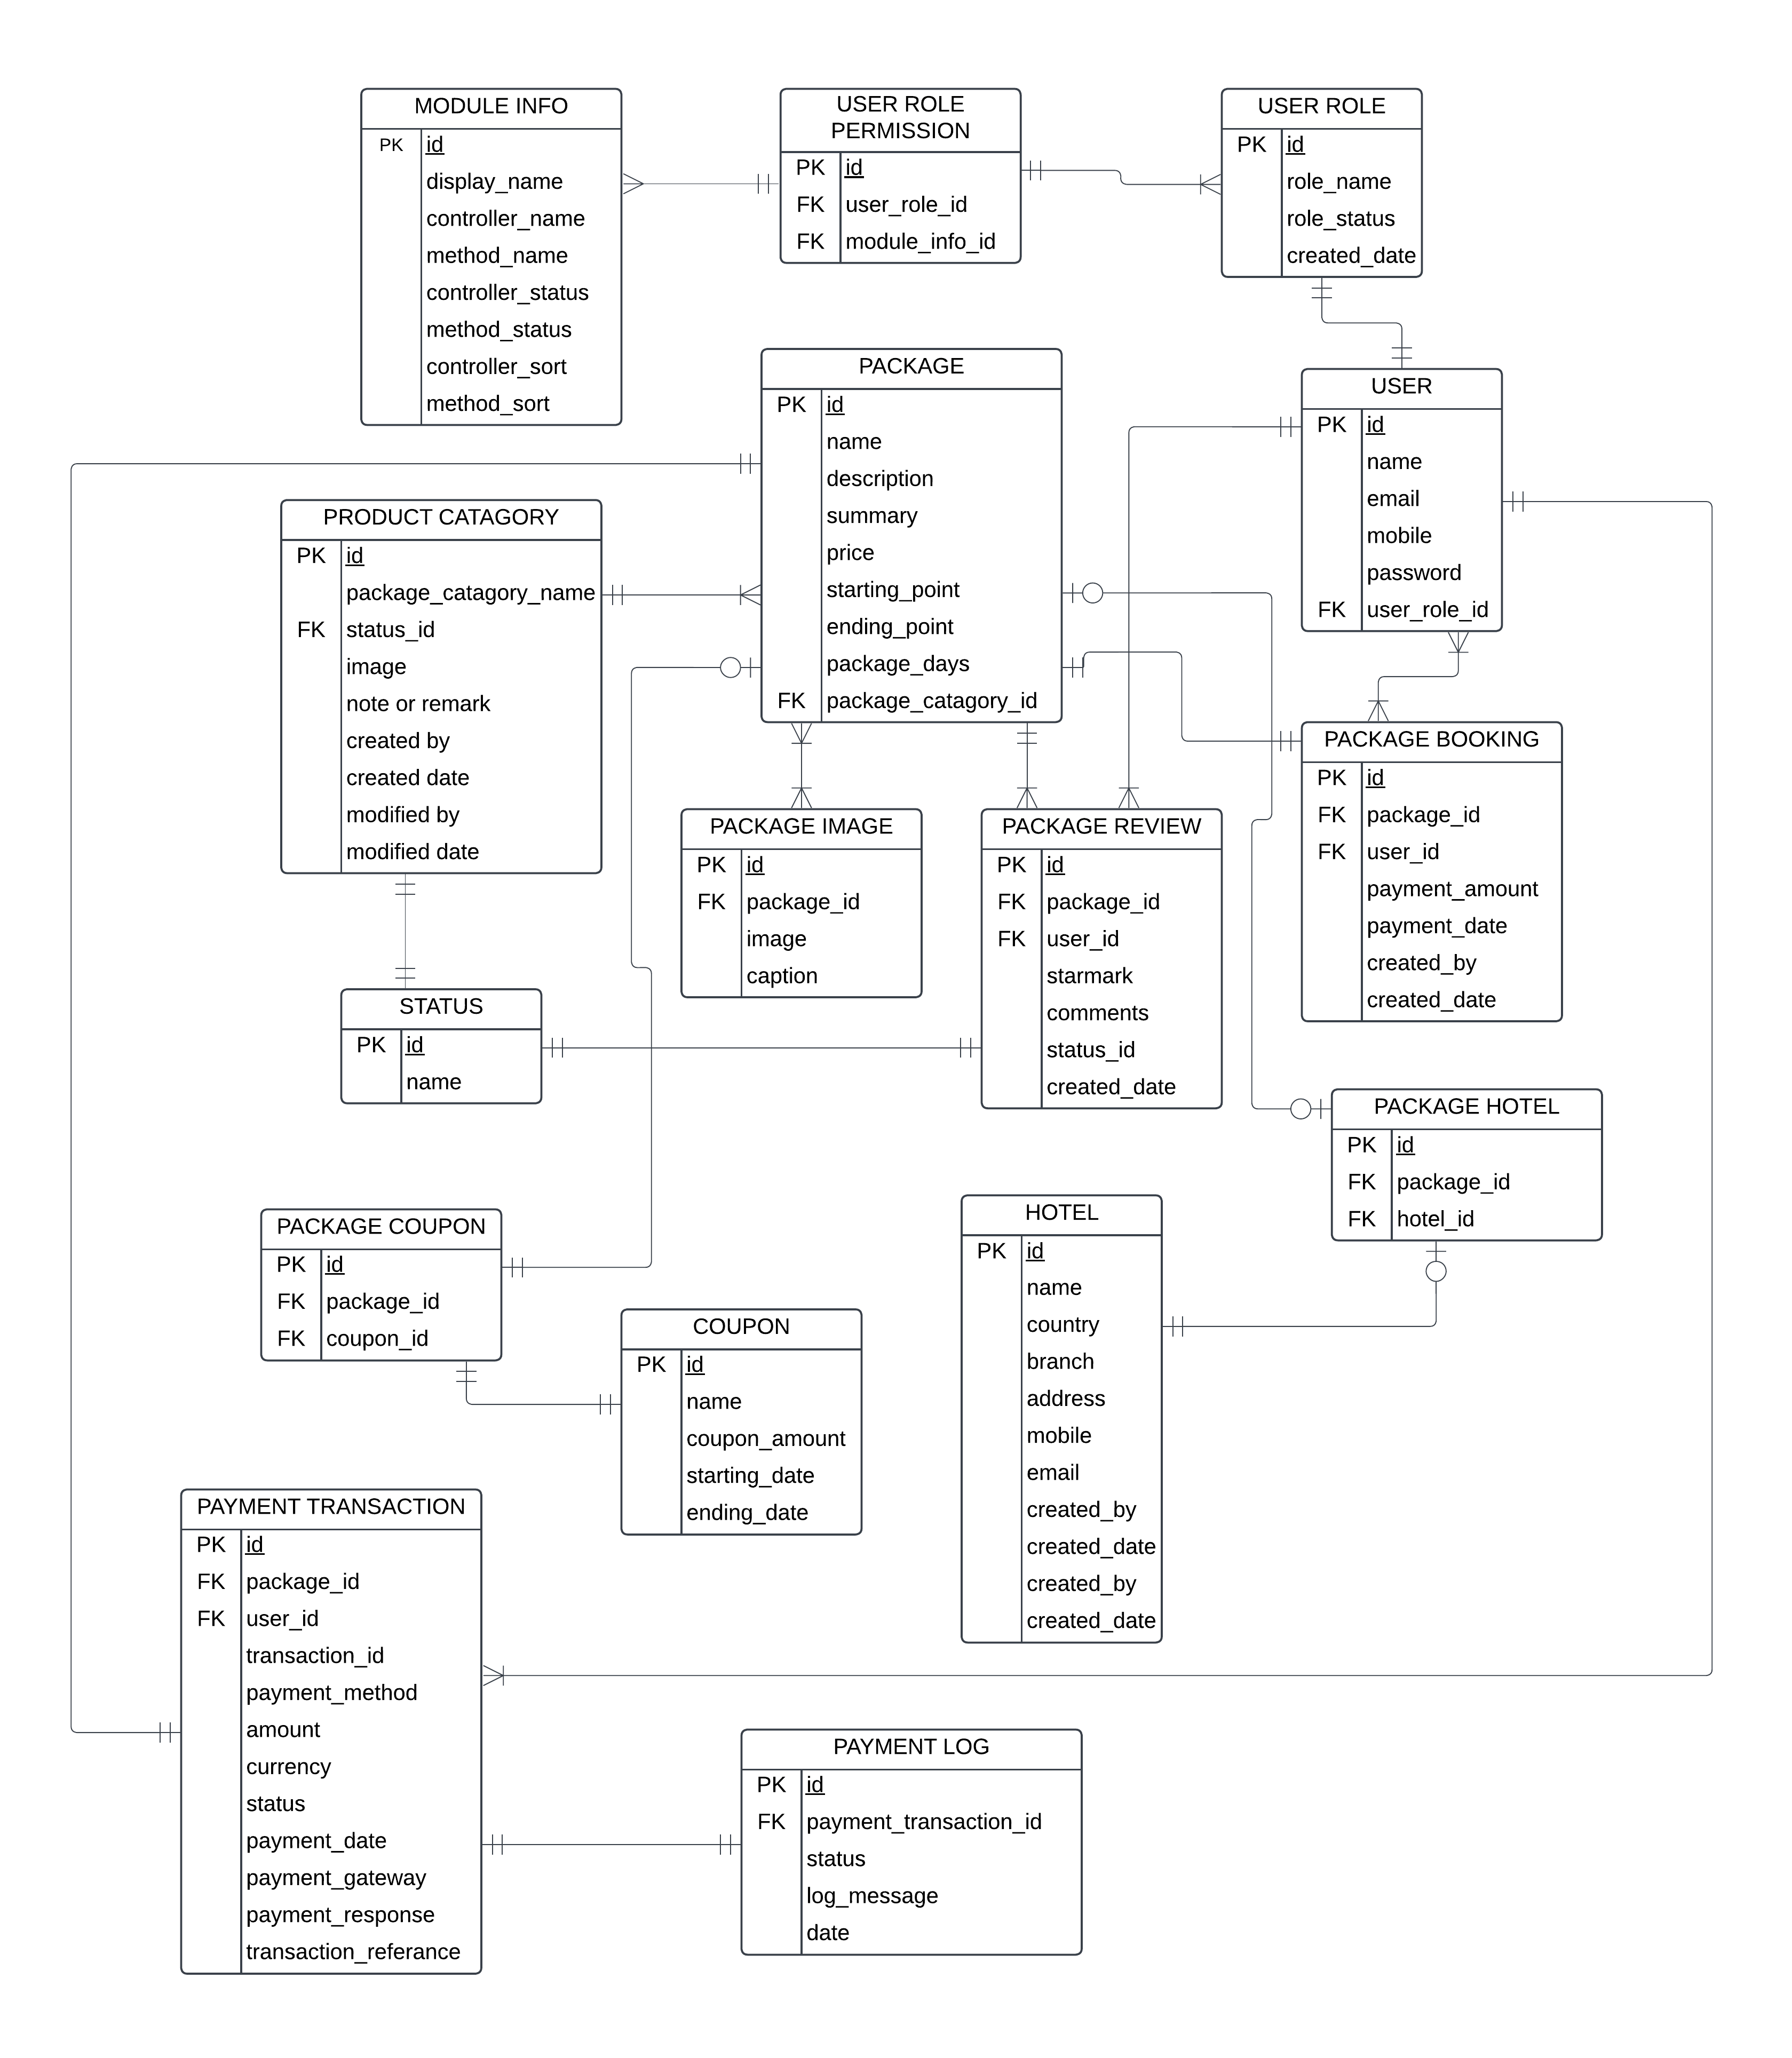 MODULE INFO
PK id
display_name
controller_name
method_name
controller_status
method_status
controller_sort
method_sort
USER ROLE
PERMISSION
PK id
FK user_role_id
FK module_info_id
USER ROLE
PK id
role_name
role_status
created_date
PACKAGE
PK id
name
description
summary
price
starting_point
ending_point
package_days
FK package_catagory_id
USER
PK id
name
email
mobile
password
FK user_role_id
PRODUCT CATAGORY
PK id
package_catagory_name
FK status_id
image
note or remark
created by
created date
modified by
modified date
PACKAGE IMAGE
PK id
FK package_id
image
caption
PACKAGE REVIEW
PK id
FK package_id
FK user_id
starmark
comments
status_id
created_date
PACKAGE BOOKING
PK id
FK package_id
FK user_id
payment_amount
payment_date
created_by
created_date
STATUS
PK id
name
PACKAGE HOTEL
PK id
FK package_id
FK hotel_id
PACKAGE COUPON
PK id
FK package_id
FK coupon_id
COUPON
PK id
name
coupon_amount
starting_date
ending_date
HOTEL
PK id
name
country
branch
address
mobile
email
created_by
created_date
created_by
created_date
PAYMENT TRANSACTION
PK id
FK package_id
FK user_id
transaction_id
payment_method
amount
currency
status
payment_date
payment_gateway
payment_response
transaction_referance
PAYMENT LOG
PK id
FK payment_transaction_id
status
log_message
date